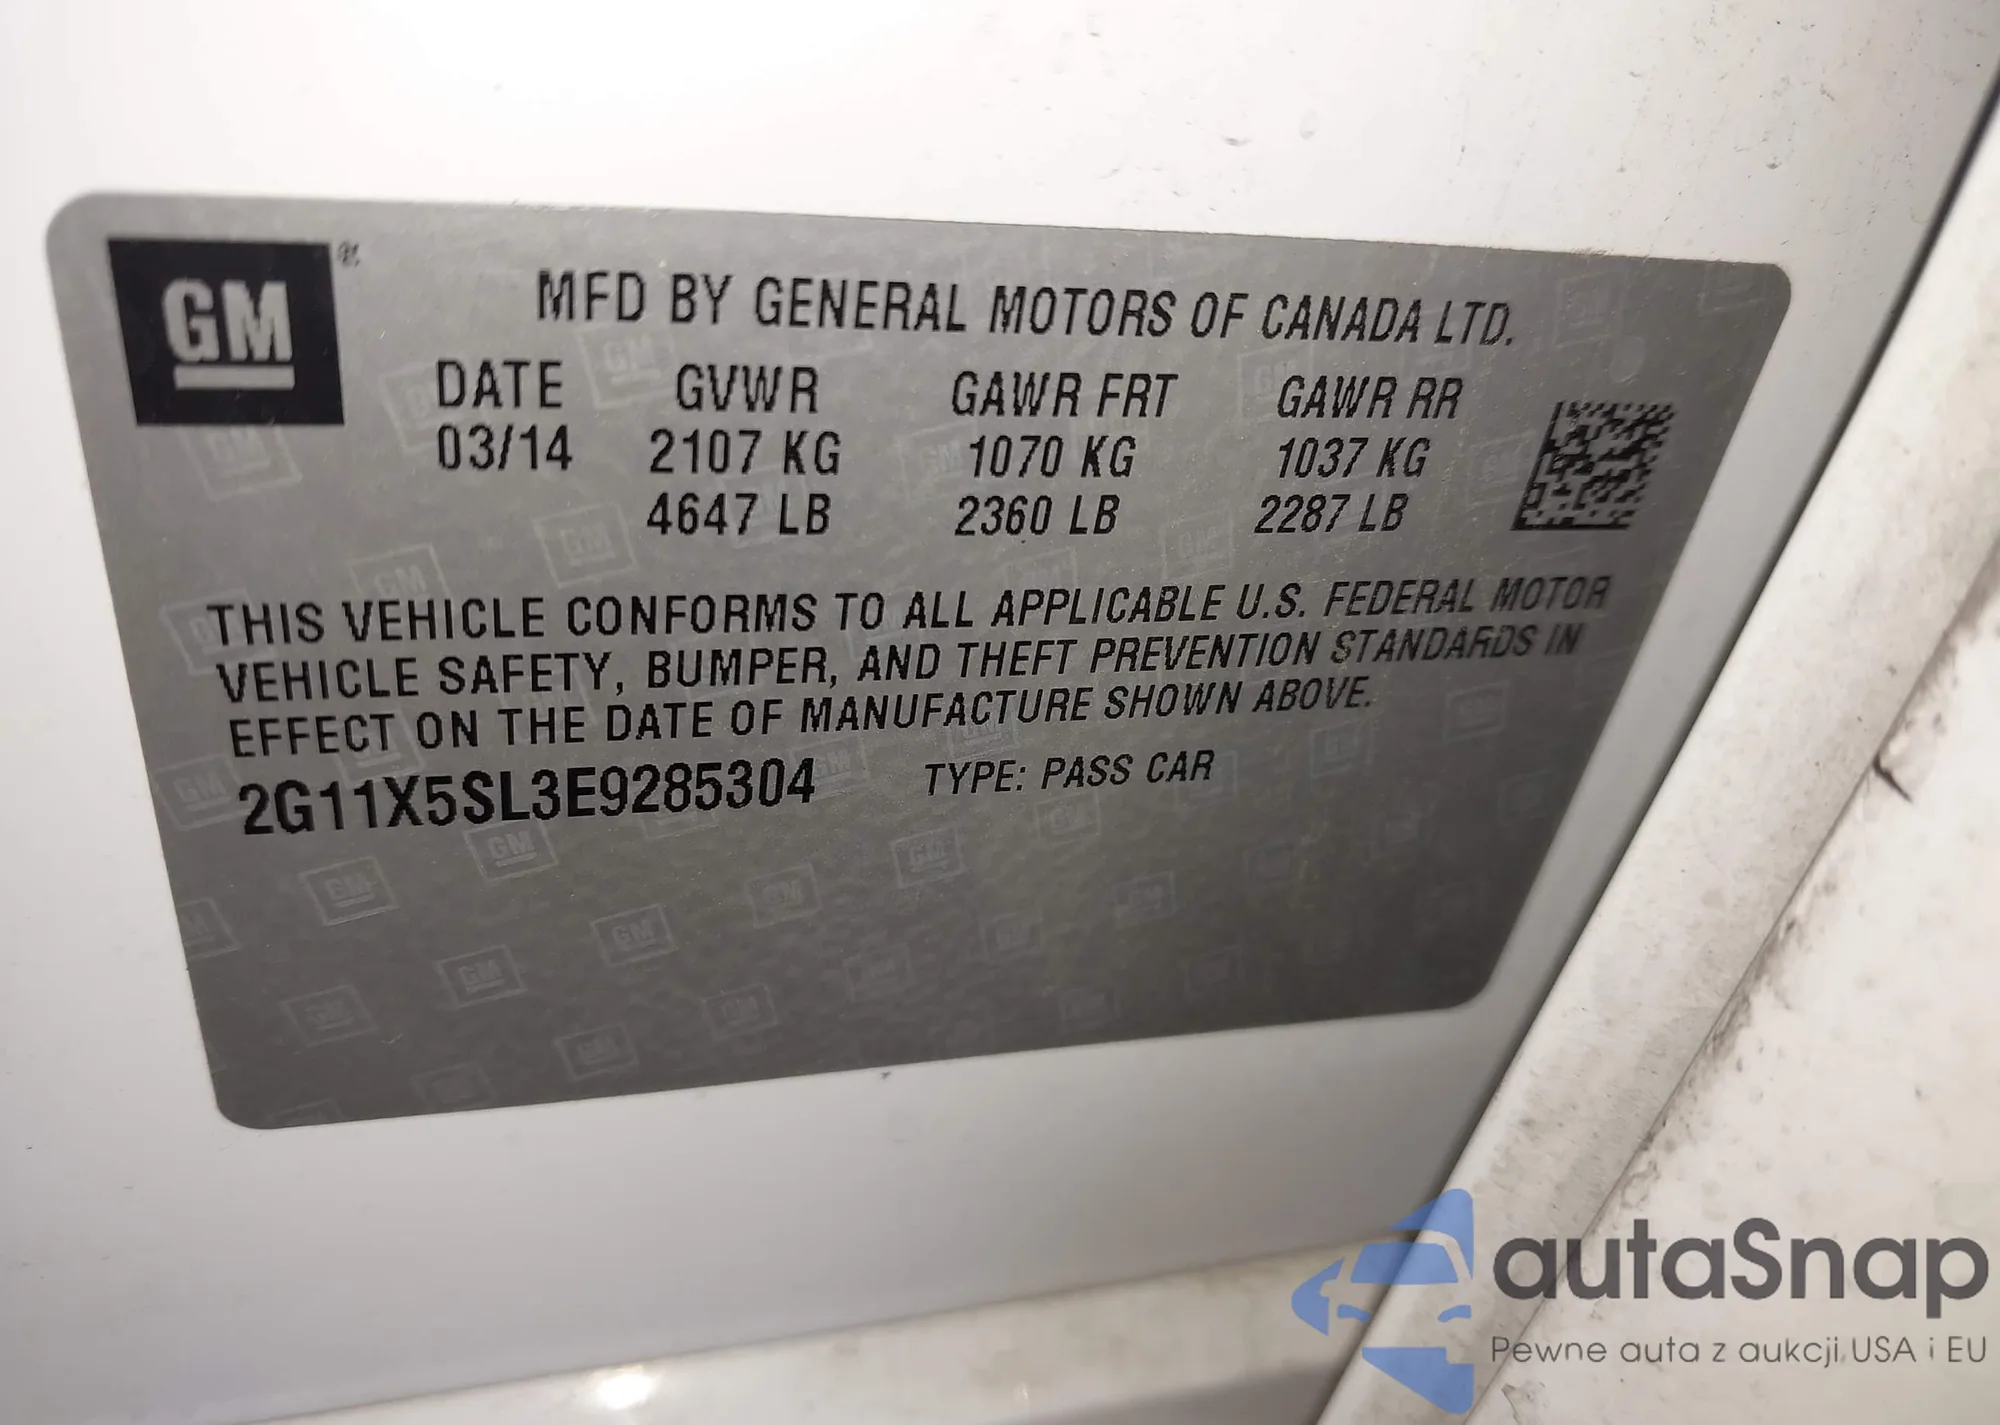 GM
MFD BY GENERAL MOTORS OF CANADA LTD.
DATE GVWR GAWR FRT GAWR RR
03/14 2107 KG 1070 KG 1037 KG
4647 LB 2360 LB 2287 LB
THIS VEHICLE CONFORMS TO ALL APPLICABLE U.S. FEDERAL MOTOR
VEHICLE SAFETY, BUMPER, AND THEFT PREVENTION STANDARDS IN
EFFECT ON THE DATE OF MANUFACTURE SHOWN ABOVE.
2G11X5SL3E9285304 TYPE: PASS CAR
autaSnap
Pewne auta z aukcji USA i EU